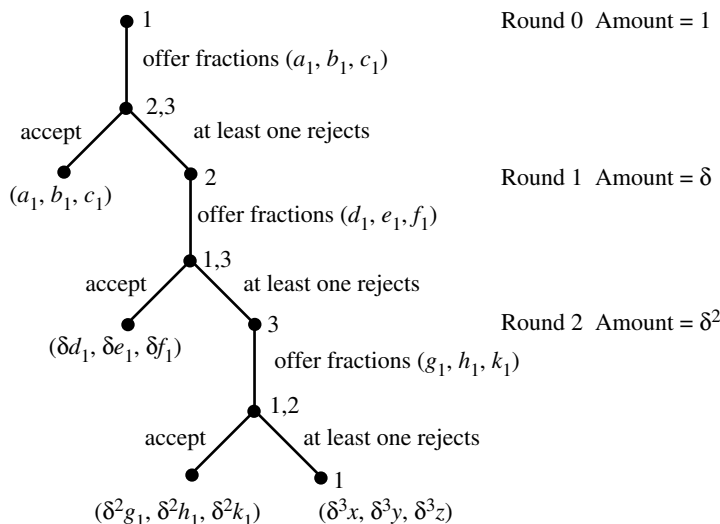 1 Round 0 Amount = 1
offer fractions (a₁, b₁, c₁)
2,3
accept at least one rejects
2 Round 1 Amount = δ
(a₁, b₁, c₁)
offer fractions (d₁, e₁, f₁)
1,3
accept at least one rejects
3 Round 2 Amount = δ²
(δd₁, δe₁, δf₁)
offer fractions (g₁, h₁, k₁)
1,2
accept at least one rejects
1
(δ²g₁, δ²h₁, δ²k₁) (δ³x, δ³y, δ³z)